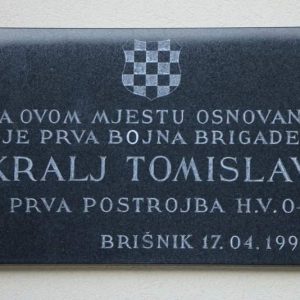 A OVOM MJESTU OSNOVAN
JE PRVA BOJNA BRIGADE
KRALJ TOMISLAV
PRVA POSTROJBA H.V.O-
BRIŠNIK 17.04.199